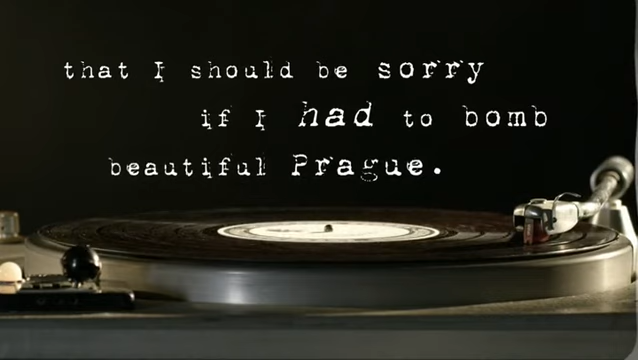 that I should be sorry
if I had to bomb
beautiful Prague.